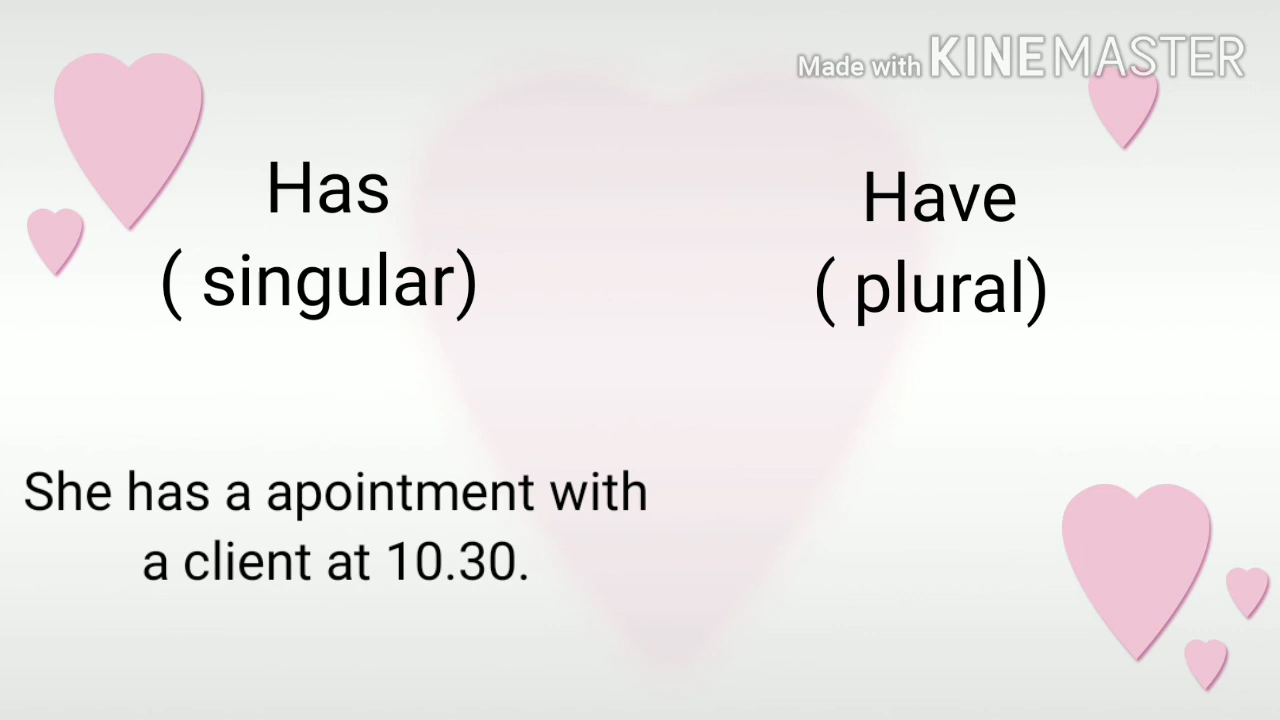 Made with KINEMASTER
Has
( singular)
Have
( plural)
She has a apointment with
a client at 10.30.